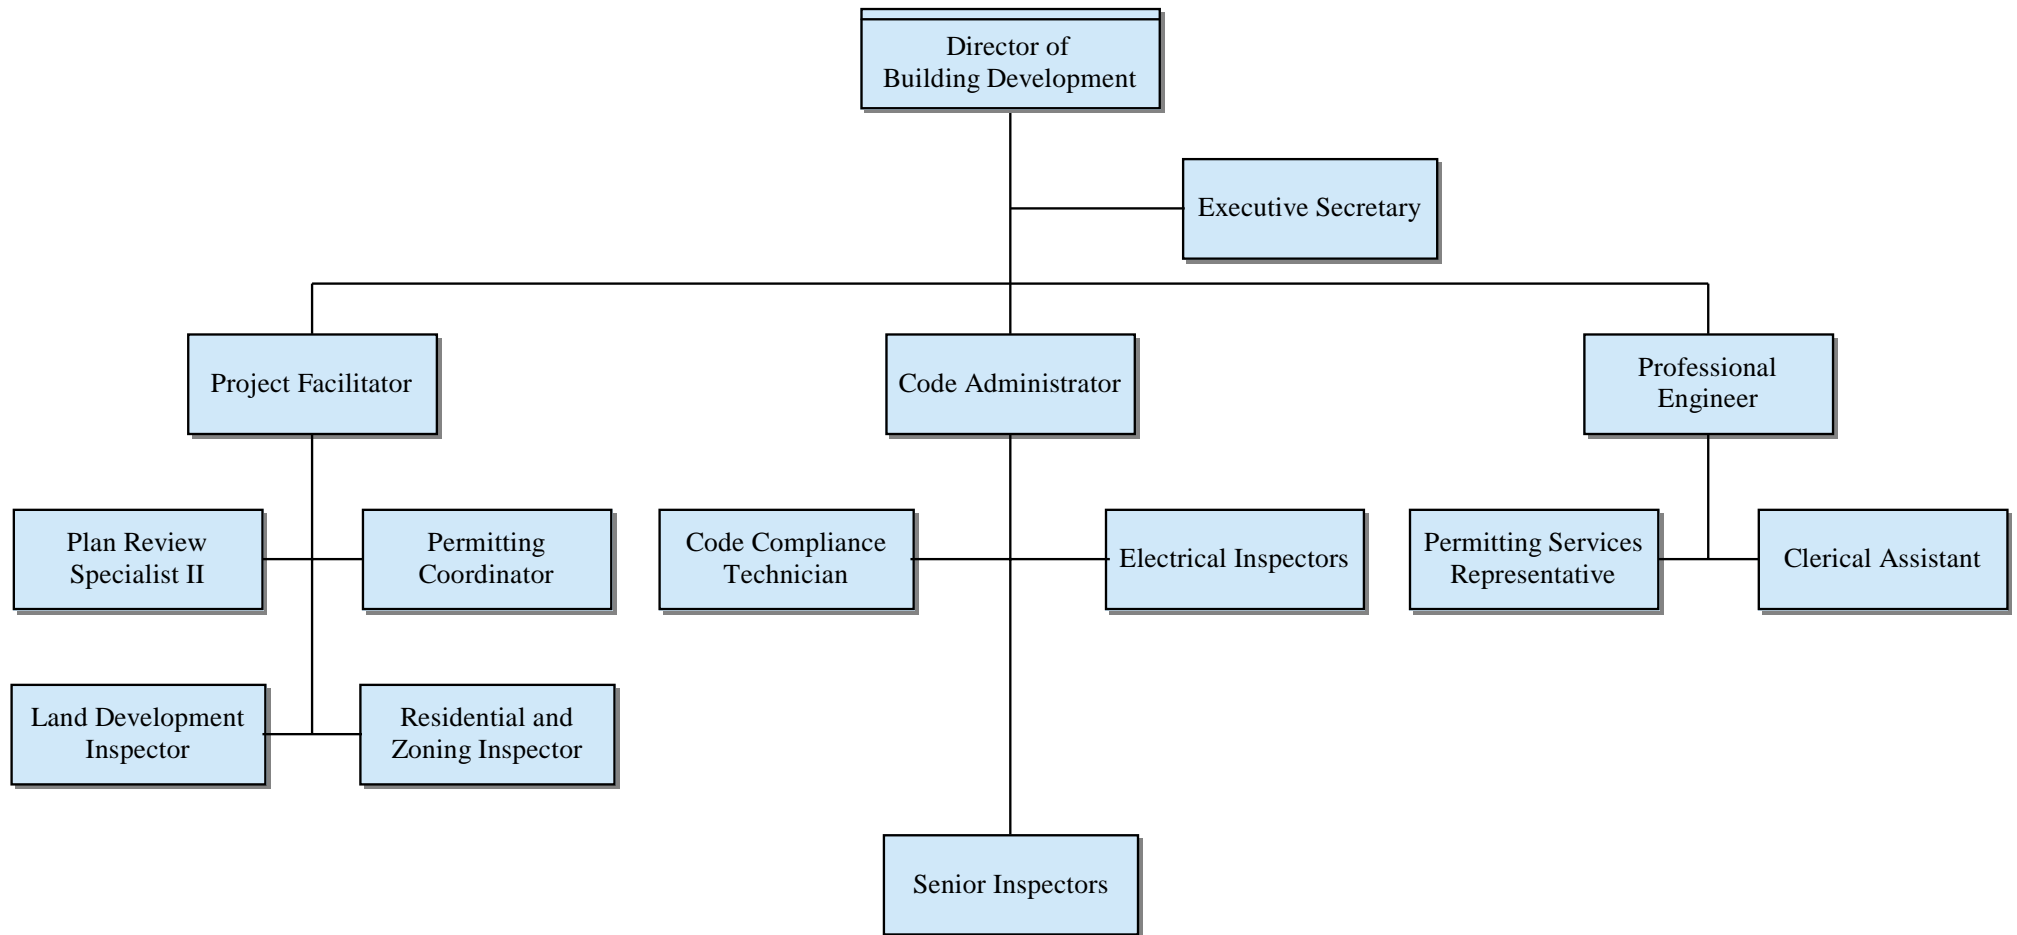 Director of
Building Development
Executive Secretary
Project Facilitator
Code Administrator
Professional
Engineer
Plan Review
Specialist II
Permitting
Coordinator
Code Compliance
Technician
Electrical Inspectors
Permitting Services
Representative
Clerical Assistant
Land Development
Inspector
Residential and
Zoning Inspector
Senior Inspectors